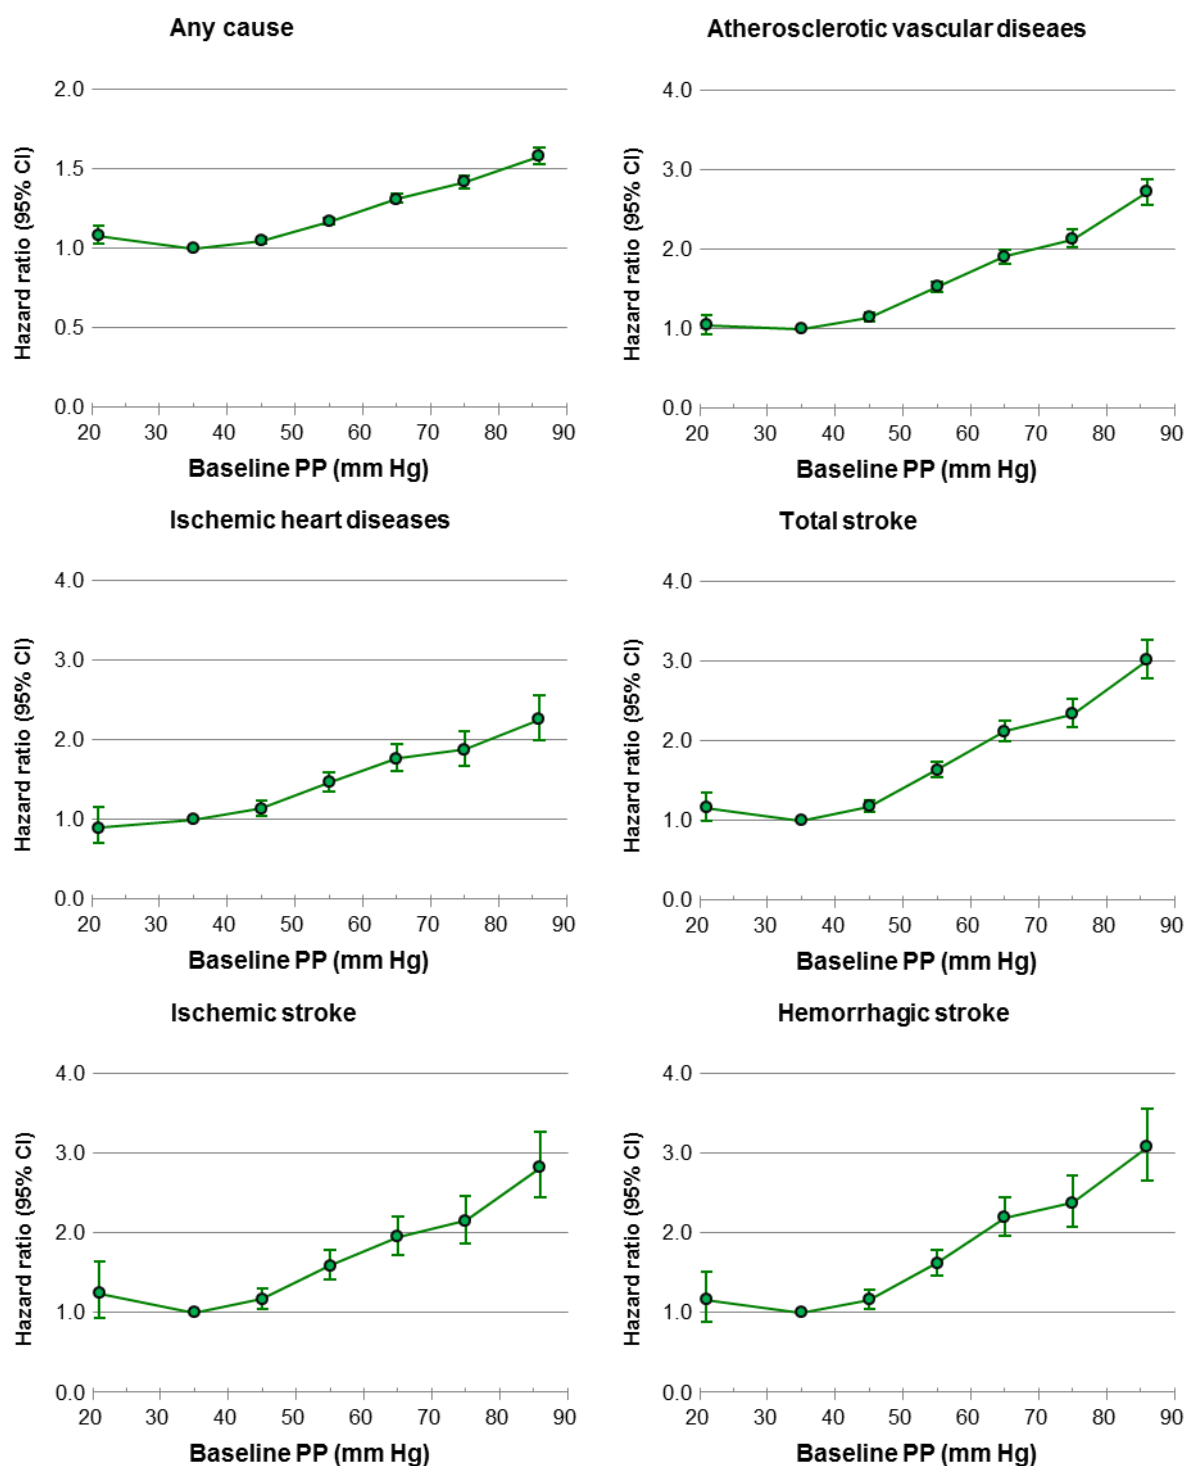 Any cause
Hazard ratio (95% CI)
2.0
1.5
1.0
0.5
0.0
20 30 40 50 60 70 80 90
Baseline PP (mm Hg)
Atherosclerotic vascular diseaes
Hazard ratio (95% CI)
4.0
3.0
2.0
1.0
0.0
20 30 40 50 60 70 80 90
Baseline PP (mm Hg)
Ischemic heart diseases
Hazard ratio (95% CI)
4.0
3.0
2.0
1.0
0.0
20 30 40 50 60 70 80 90
Baseline PP (mm Hg)
Total stroke
Hazard ratio (95% CI)
4.0
3.0
2.0
1.0
0.0
20 30 40 50 60 70 80 90
Baseline PP (mm Hg)
Ischemic stroke
Hazard ratio (95% CI)
4.0
3.0
2.0
1.0
0.0
20 30 40 50 60 70 80 90
Baseline PP (mm Hg)
Hemorrhagic stroke
Hazard ratio (95% CI)
4.0
3.0
2.0
1.0
0.0
20 30 40 50 60 70 80 90
Baseline PP (mm Hg)